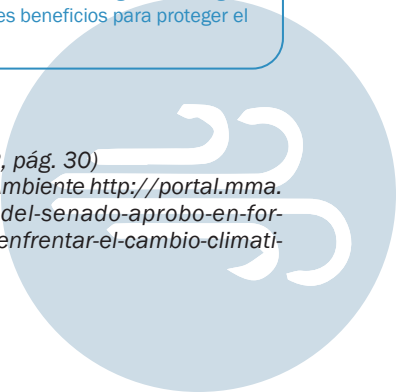 es beneficios para proteger el
, pág. 30)
mbiente http://portal.mma.
del-senado-aprobo-en-for-
enfrentar-el-cambio-climati-